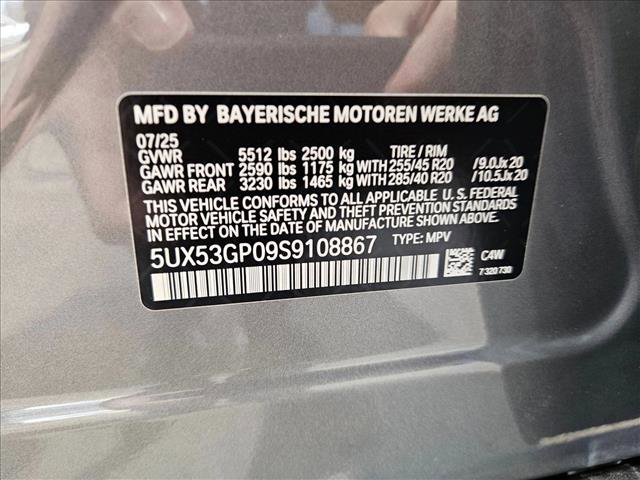 MFD BY BAYERISCHE MOTOREN WERKE AG
07/25
GVWR 5512 lbs 2500 kg TIRE / RIM
GAWR FRONT 2590 lbs 1175 kg WITH 255/45 R20 /9.0Jx20
GAWR REAR 3230 lbs 1465 kg WITH 285/40 R20 /10.5Jx20
THIS VEHICLE CONFORMS TO ALL APPLICABLE U. S. FEDERAL
MOTOR VEHICLE SAFETY AND THEFT PREVENTION STANDARDS
IN EFFECT ON THE DATE OF MANUFACTURE SHOWN ABOVE.
5UX53GP09S9108867 TYPE: MPV
C4W
7 320 730